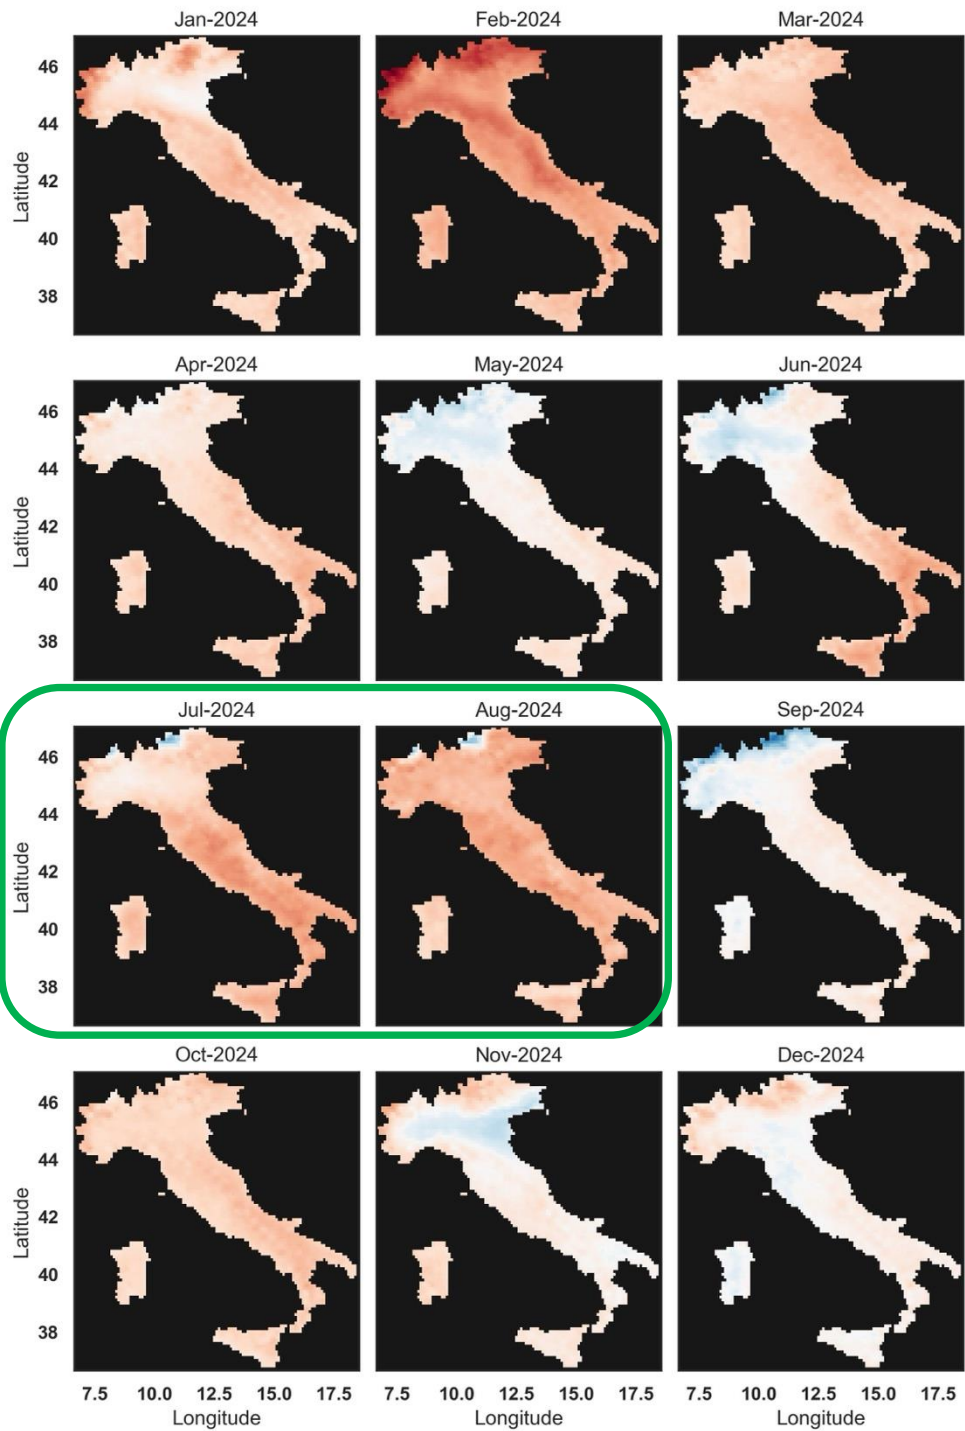 Jan-2024 Feb-2024 Mar-2024
46
44
Latitude
42
40
38
Apr-2024 May-2024 Jun-2024
46
44
Latitude
42
40
38
Jul-2024 Aug-2024 Sep-2024
46
44
Latitude
42
40
38
Oct-2024 Nov-2024 Dec-2024
46
44
Latitude
42
40
38
7.5 10.0 12.5 15.0 17.5 7.5 10.0 12.5 15.0 17.5 7.5 10.0 12.5 15.0 17.5
Longitude Longitude Longitude